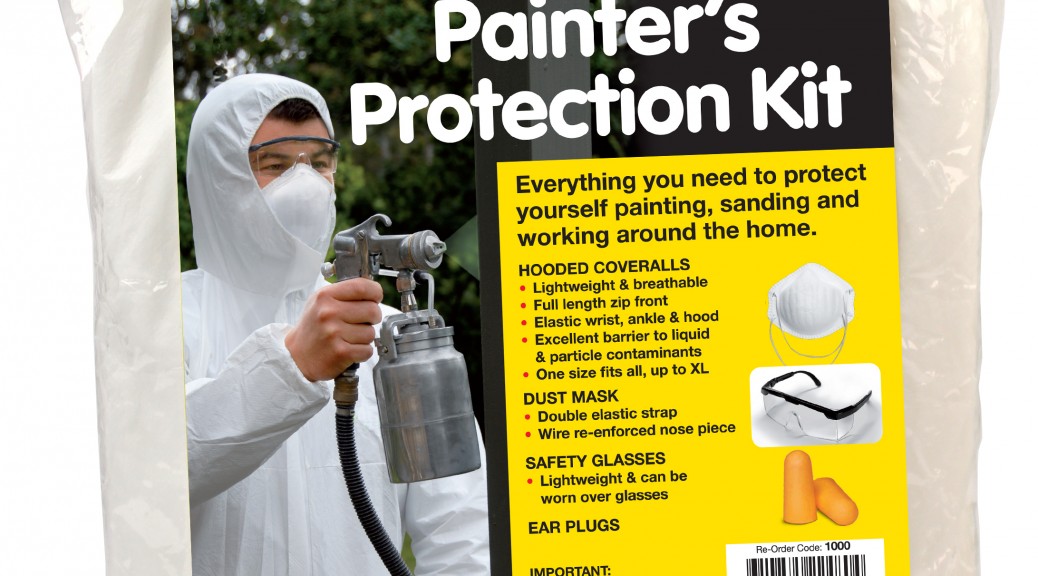 Painter's
Protection Kit
Everything you need to protect
yourself painting, sanding and
working around the home.
HOODED COVERALLS
• Lightweight & breathable
• Full length zip front
• Elastic wrist, ankle & hood
• Excellent barrier to liquid
& particle contaminants
• One size fits all, up to XL
DUST MASK
• Double elastic strap
• Wire re-enforced nose piece
SAFETY GLASSES
• Lightweight & can be
worn over glasses
EAR PLUGS
Re-Order Code: 1000
IMPORTANT: